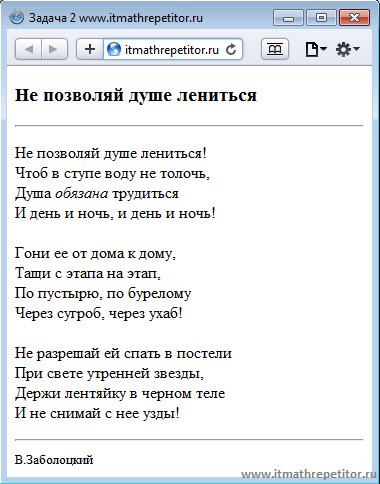 Задача 2 www.itmathrepetitor.ru
itmathrepetitor.ru
Не позволяй душе лениться
Не позволяй душе лениться!
Чтоб в ступе воду не толочь,
Душа обязана трудиться
И день и ночь, и день и ночь!
Гони ее от дома к дому,
Тащи с этапа на этап,
По пустырю, по бурелому
Через сугроб, через ухаб!
Не разрешай ей спать в постели
При свете утренней звезды,
Держи лентяйку в черном теле
И не снимай с нее узды!
В.Заболоцкий
www.itmathrepetitor.ru